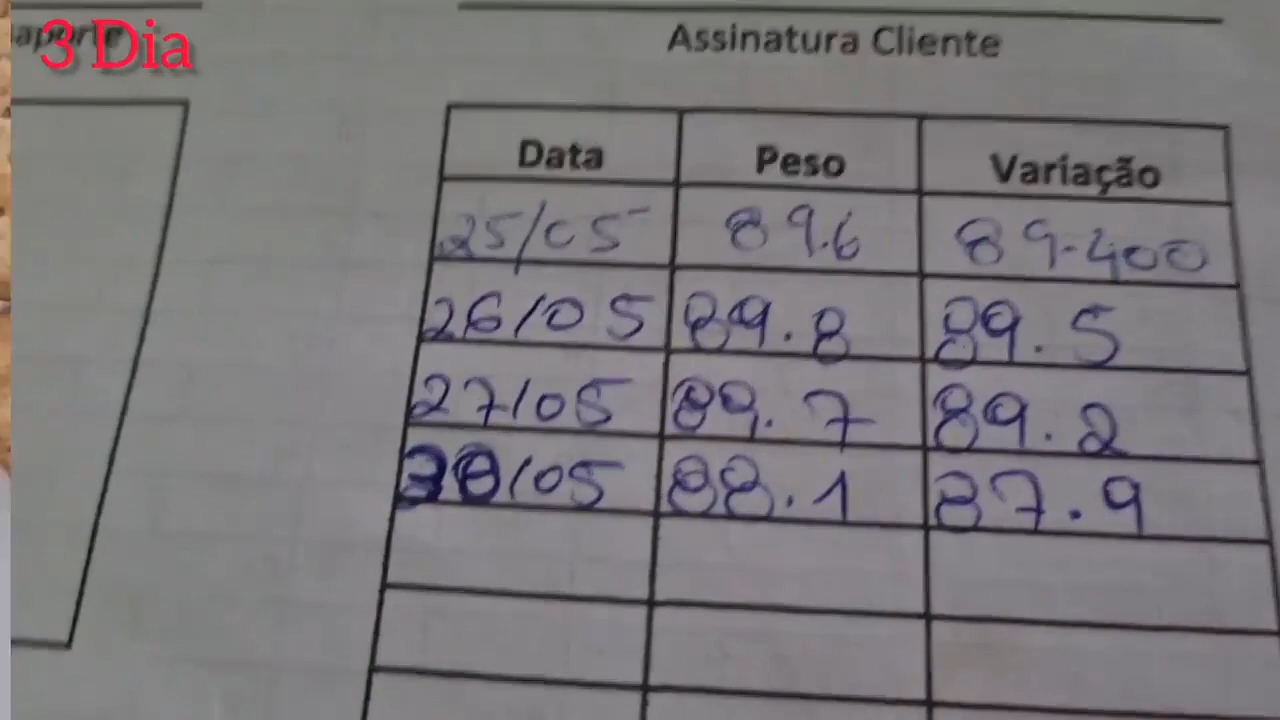 3 Dia
Assinatura Cliente
Data Peso Variação
25/05 89.6 89-400
26/05 89.8 89.5
27/05 89.7 89.2
/05 88.1 87.9